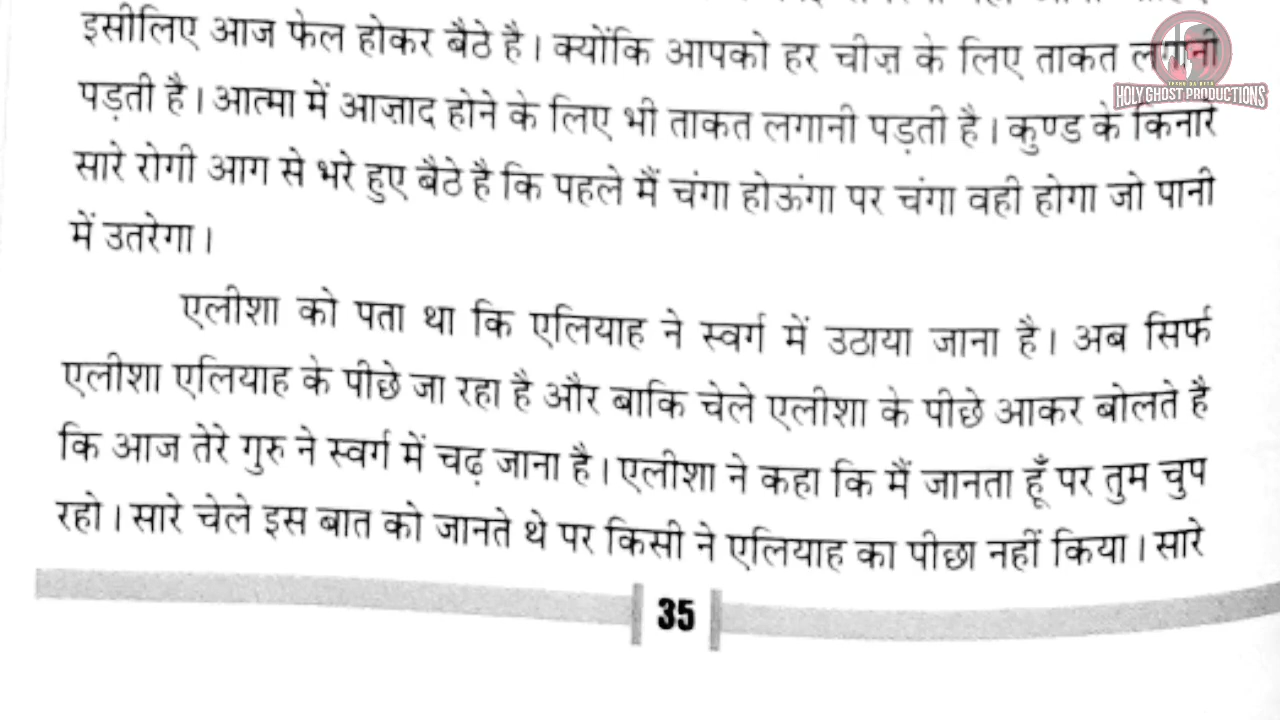 इसीलिए आज फेल होकर बैठे है। क्योंकि आपको हर चीज़ के लिए ताकत लगानी
पड़ती है। आत्मा में आज़ाद होने के लिए भी ताकत लगानी पड़ती है। कुण्ड के किनारे
सारे रोगी आग से भरे हुए बैठे है कि पहले मैं चंगा होऊंगा पर चंगा वही होगा जो पानी
में उतरेगा।
एलीशा को पता था कि एलियाह ने स्वर्ग में उठाया जाना है। अब सिर्फ
एलीशा एलियाह के पीछे जा रहा है और बाकि चेले एलीशा के पीछे आकर बोलते है
कि आज तेरे गुरु ने स्वर्ग में चढ़ जाना है। एलीशा ने कहा कि मैं जानता हूँ पर तुम चुप
रहो। सारे चेले इस बात को जानते थे पर किसी ने एलियाह का पीछा नहीं किया। सारे
35
HOLY GHOST PRODUCTIONS